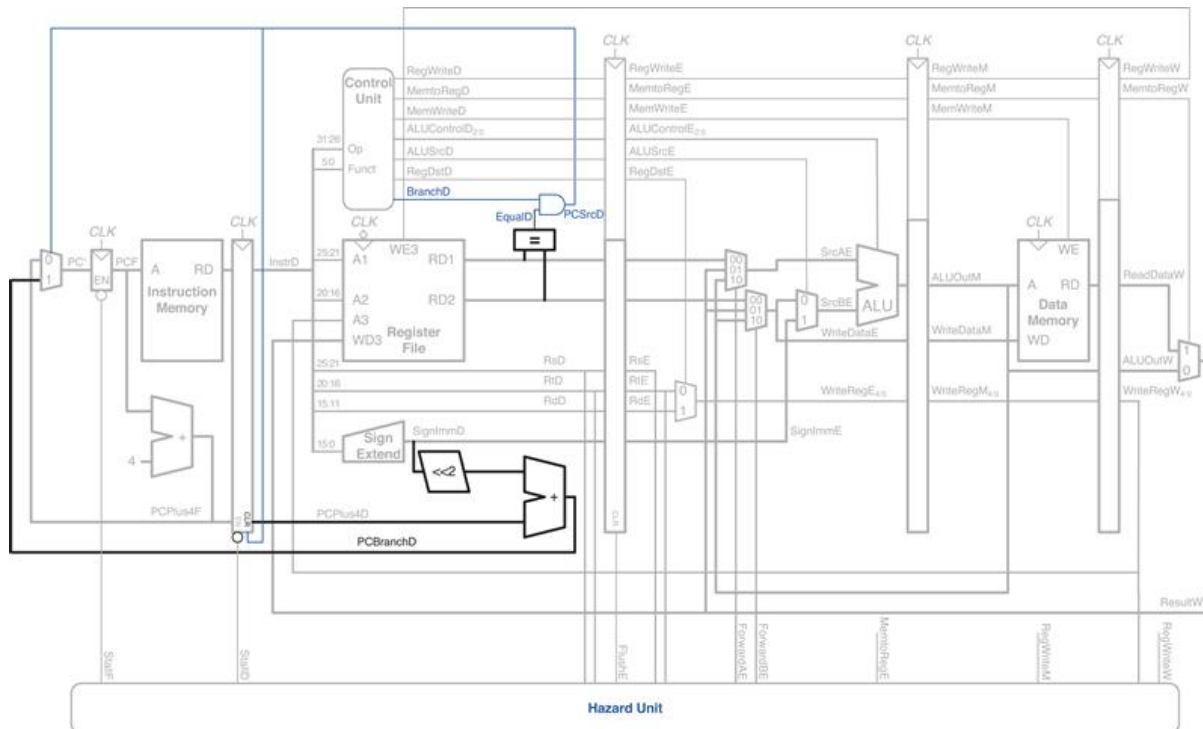 CLK
CLK
CLK
CLK
CLK
Control
Unit
RegWriteD
RegWriteE
RegWriteM
RegWriteW
MemtoRegD
MemtoRegE
MemtoRegM
MemtoRegW
MemWriteD
MemWriteE
MemWriteM
ALUControlD2:0
ALUControlE2:0
31:26
Op
ALUSrcD
ALUSrcE
5:0
Funct
RegDstD
RegDstE
BranchD
EqualD
PCSrcD
CLK
CLK
=
0
1
PC'
EN
PCF
A
RD
Instruction
Memory
InstrD
25:21
A1
WE3
RD1
20:16
A2
RD2
A3
WD3
Register
File
00
01
10
00
01
10
SrcAE
0
1
SrcBE
ALU
ALUOutM
WE
A
RD
Data
Memory
WD
ReadDataW
WriteDataE
WriteDataM
ALUOutW
1
0
25:21
RsD
RsE
20:16
RtD
RtE
15:11
RdD
RdE
0
1
WriteRegE4:0
WriteRegM4:0
WriteRegW4:0
15:0
Sign
Extend
SignImmD
SignImmE
<<2
+
+
4
PCPlus4F
EN
CLR
PCPlus4D
CLR
PCBranchD
ResultW
StallF
StallD
FlushE
ForwardAE
ForwardBE
MemtoRegE
RegWriteM
RegWriteW
Hazard Unit